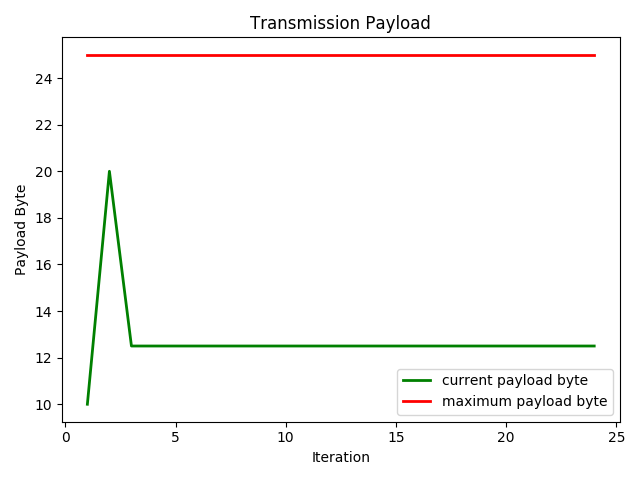 Transmission Payload
Payload Byte
24
22
20
18
16
14
12
10
0
5
10
15
20
25
Iteration
current payload byte
maximum payload byte